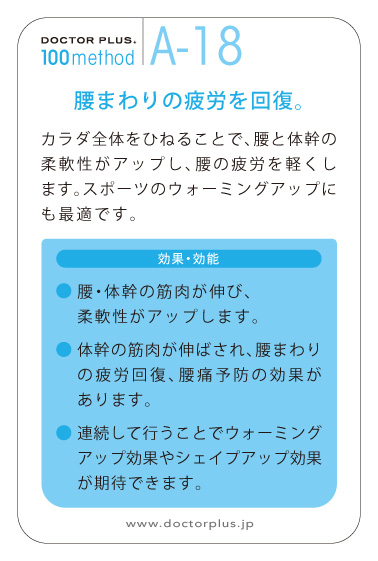 DOCTOR PLUS.
100method
A-18
腰まわりの疲労を回復。
カラダ全体をひねることで、腰と体幹の
柔軟性がアップし、腰の疲労を軽くし
ます。スポーツのウォーミングアップに
も最適です。
効果・効能
● 腰・体幹の筋肉が伸び、
柔軟性がアップします。
● 体幹の筋肉が伸ばされ、腰まわり
の疲労回復、腰痛予防の効果が
あります。
● 連続して行うことでウォーミング
アップ効果やシェイプアップ効果
が期待できます。
www.doctorplus.jp